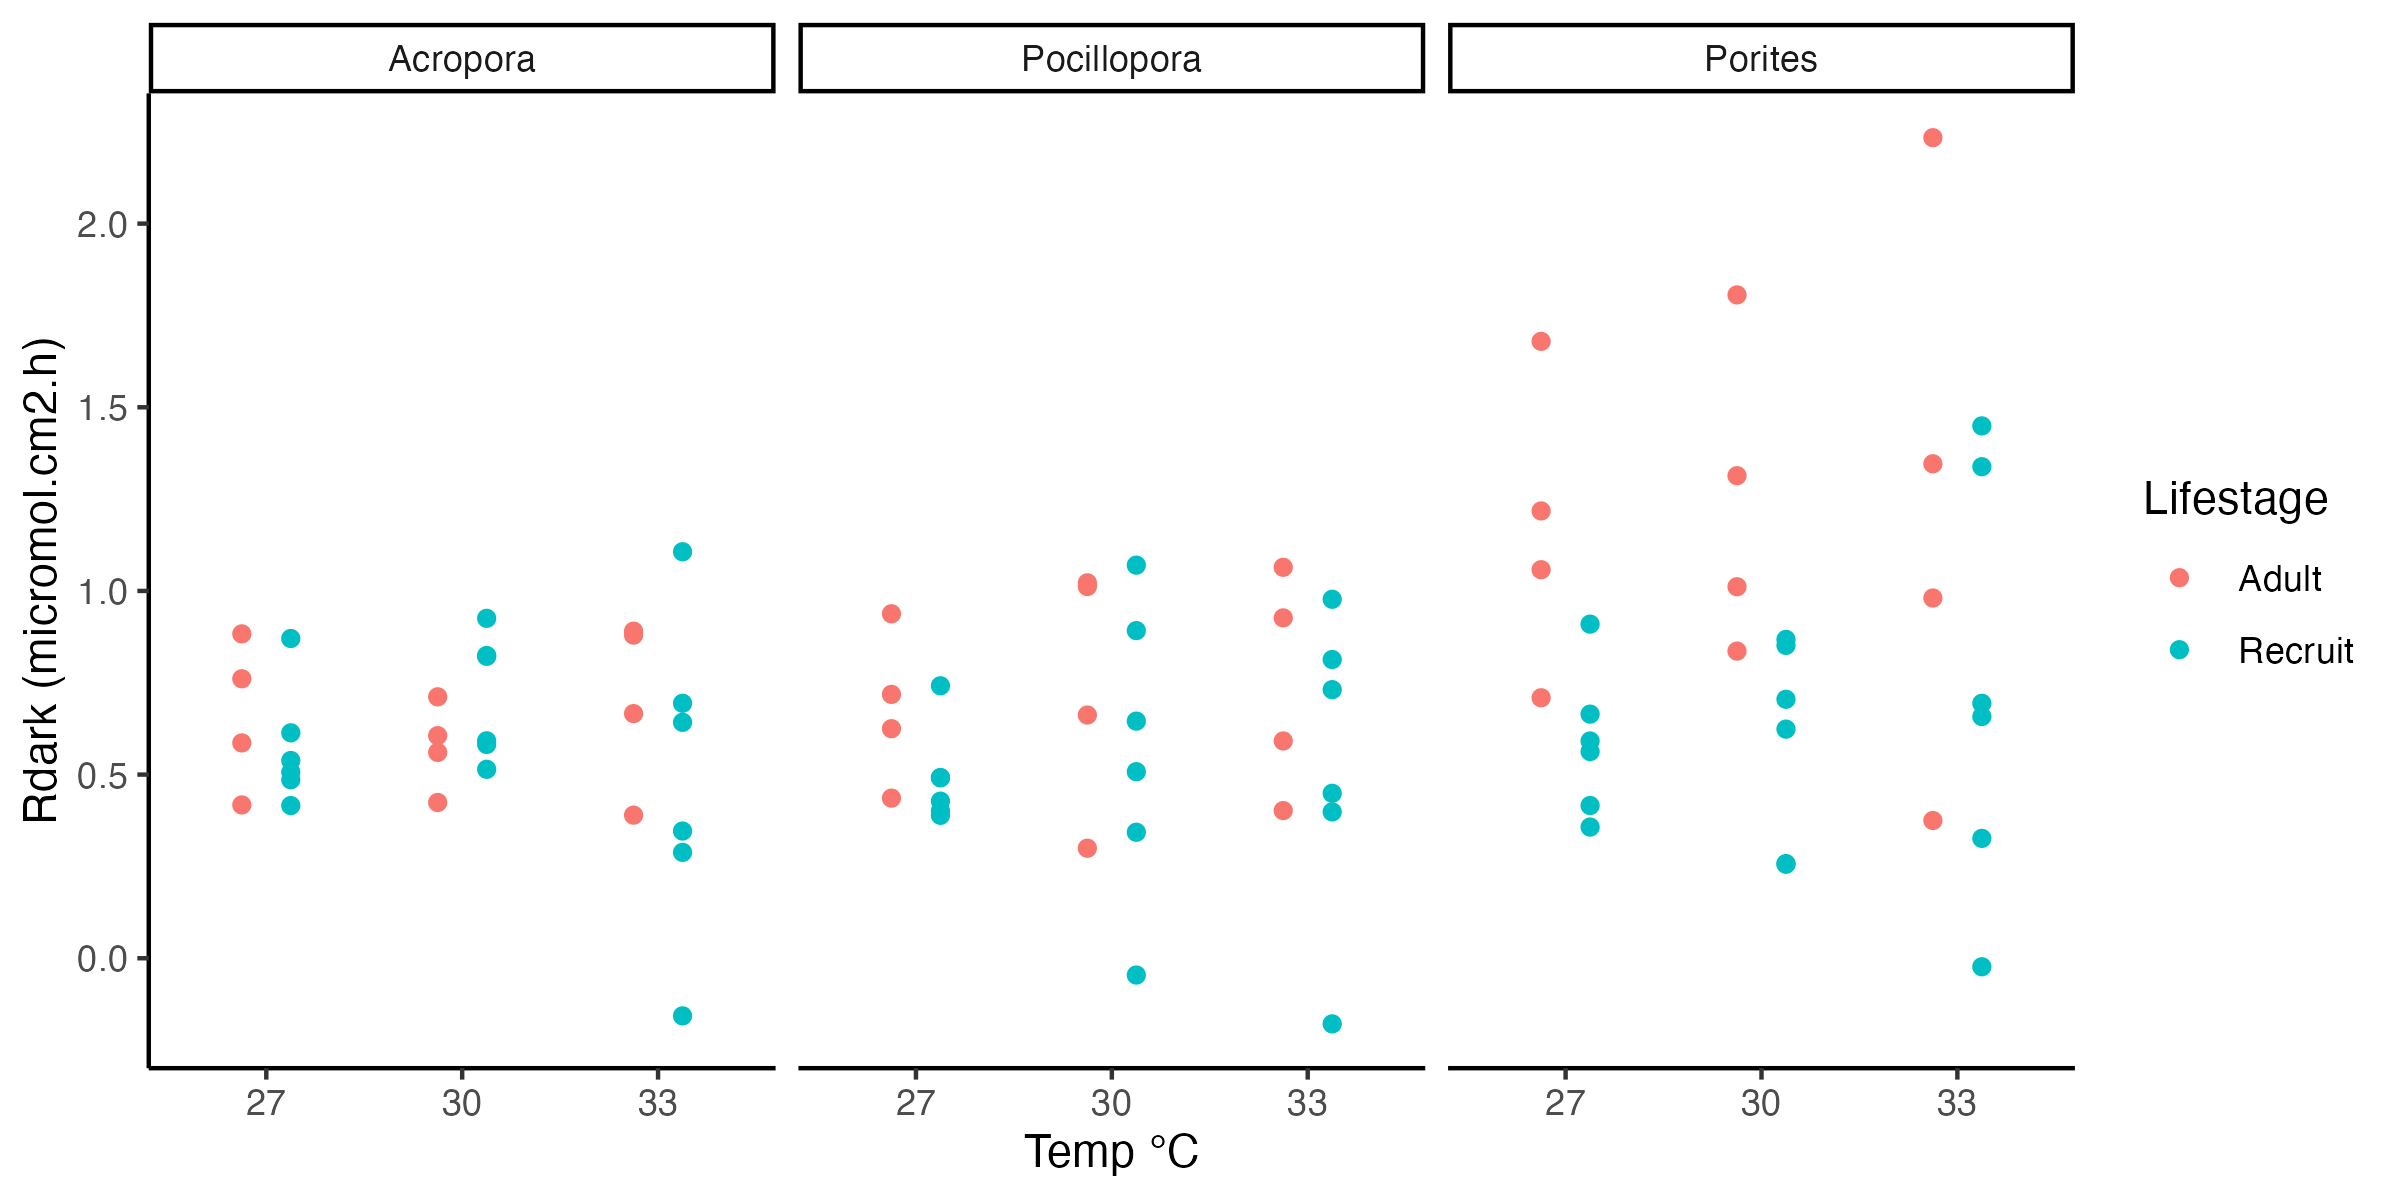 Acropora
Pocillopora
Porites
Rdark (micromol.cm2.h)
2.0
1.5
1.0
0.5
0.0
27 30 33
27 30 33
27 30 33
Temp °C
Lifestage
Adult
Recruit